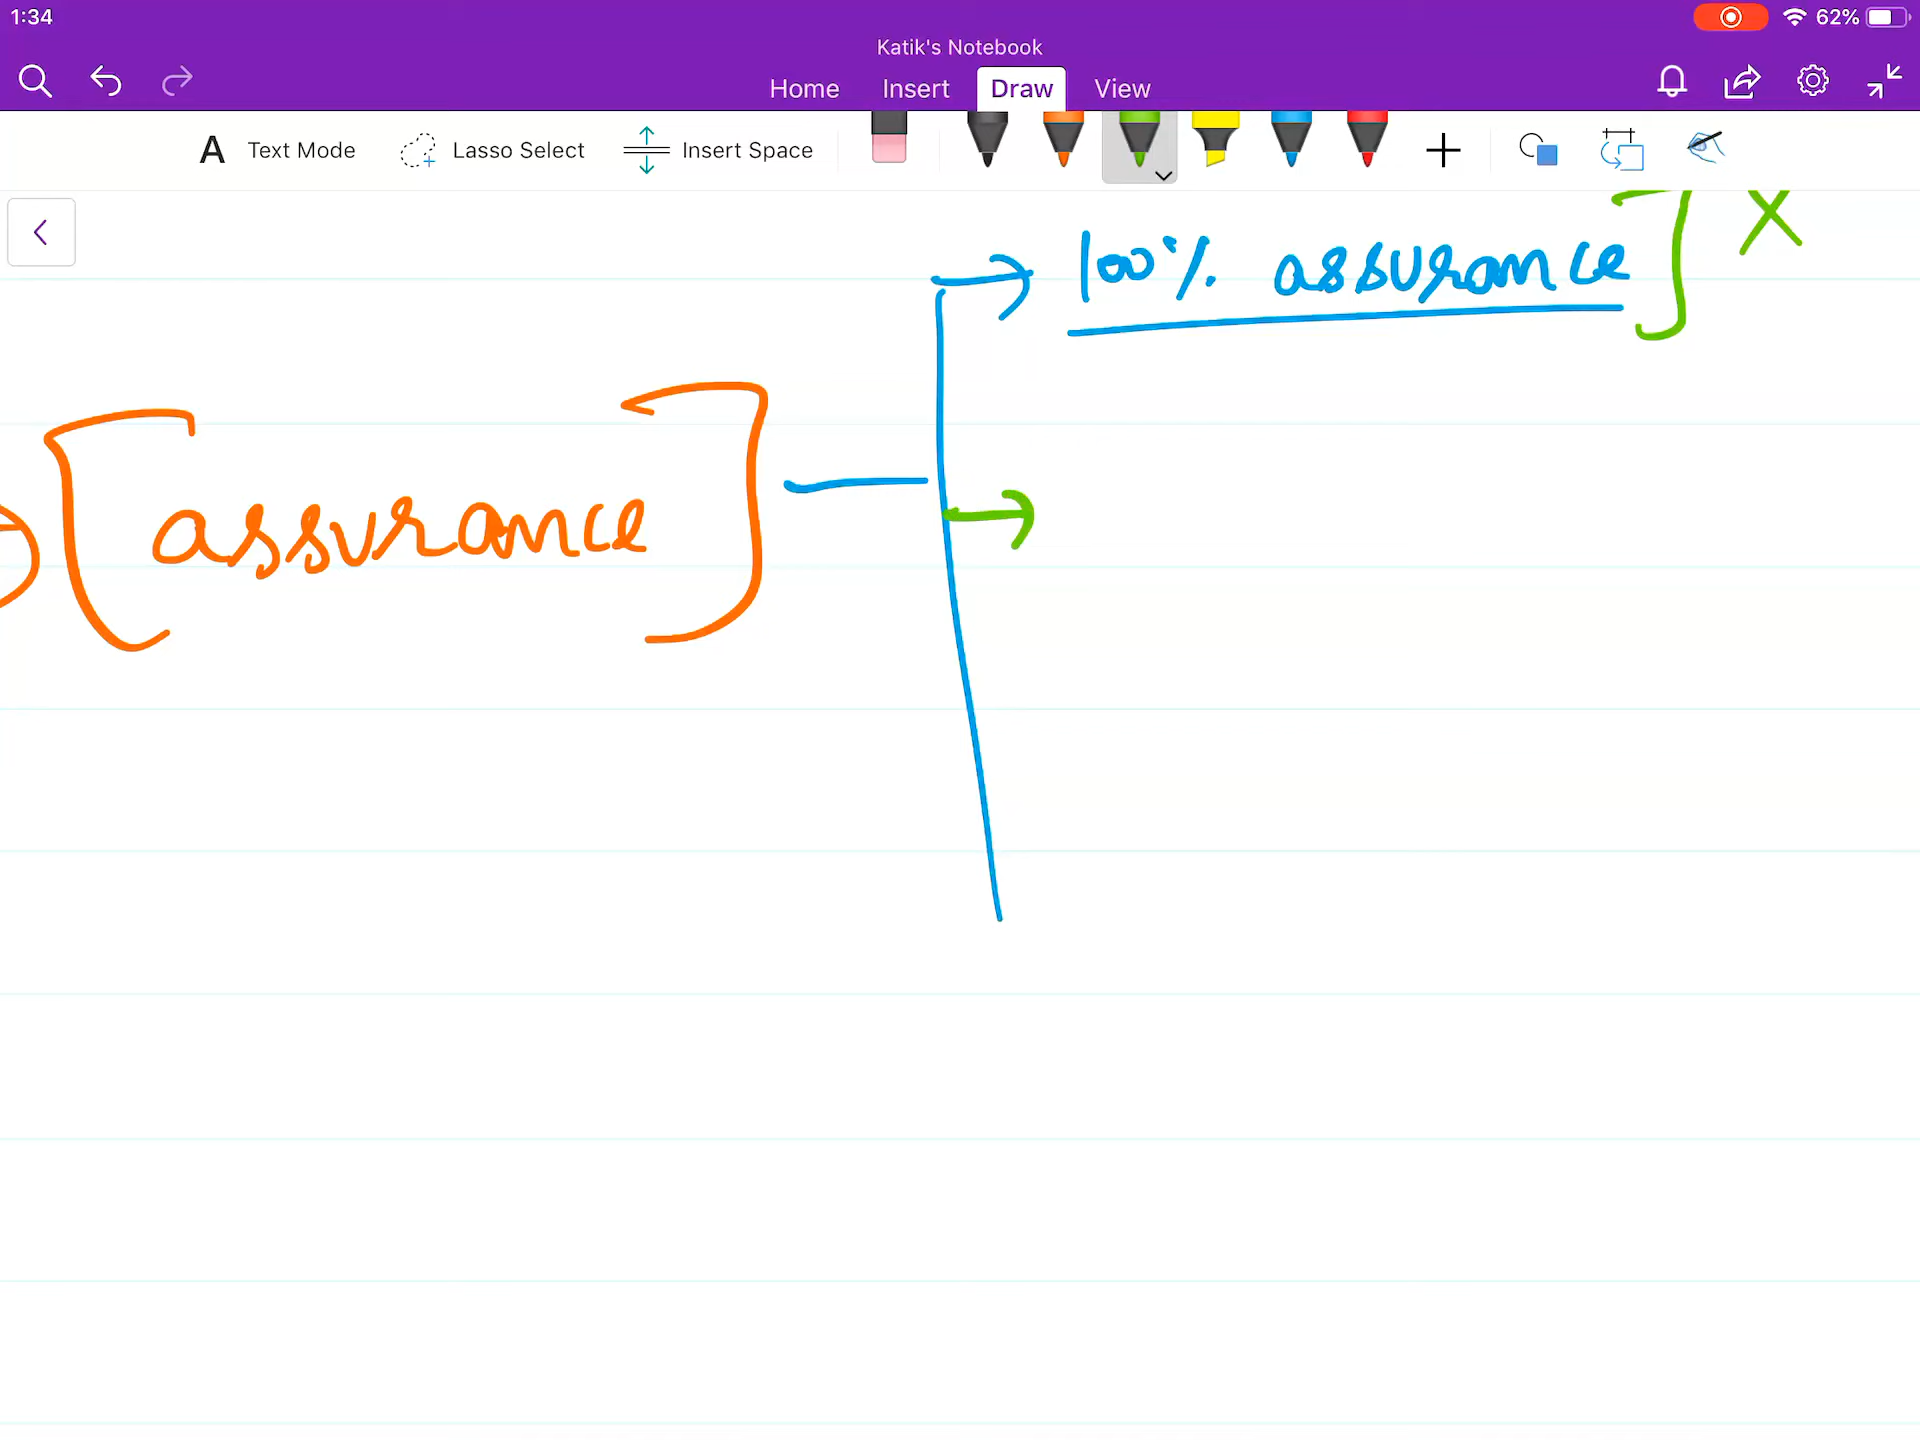 1:34
62%
Katik's Notebook
Home Insert Draw View
A Text Mode Lasso Select Insert Space
100% assurance ] X
[assurance]